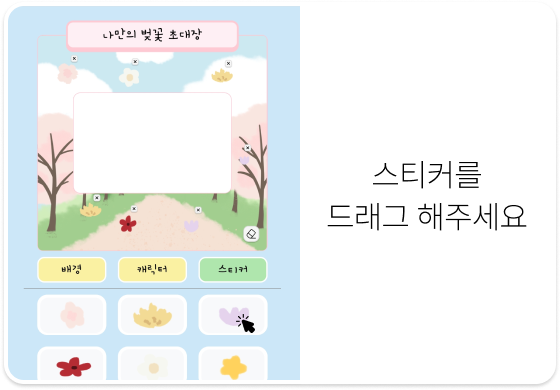 나만의 벚꽃 초대장
스티커를
드래그 해주세요
배경
캐릭터
스티커